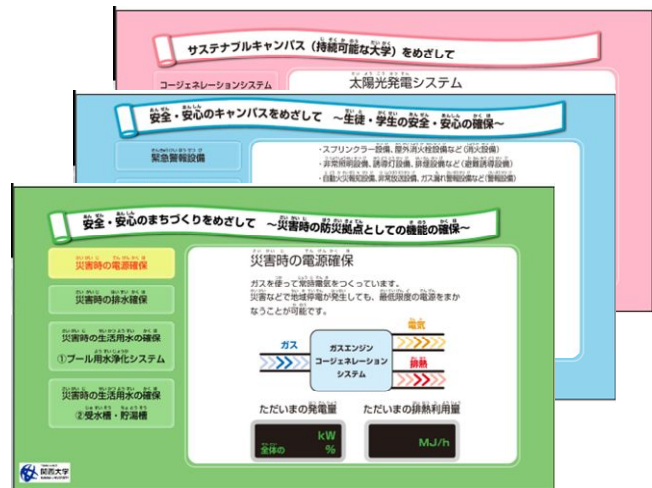 サステナブルキャンパス（持続可能な大学）をめざして
コージェネレーションシステム
太陽光発電システム
安全・安心のキャンパスをめざして　～生徒・学生の安全・安心の確保～
緊急警報設備
・スプリンクラー設備、屋外消火栓設備など（消火設備）
・非常照明設備、誘導灯設備、排煙設備など（避難誘導設備）
・自動火災報知設備、非常放送設備、ガス漏れ警報設備など（警報設備）
安全・安心のまちづくりをめざして　～災害時の防災拠点としての機能の確保～
災害時の電源確保
災害時の排水確保
災害時の生活用水の確保
①プール用水浄化システム
災害時の生活用水の確保
②受水槽・貯湯槽
災害時の電源確保
ガスを使って常時電気をつくっています。
災害などで地域停電が発生しても、最低限度の電源をまか
なうことが可能です。
ガス
ガスエンジン
コージェネレーション
システム
電気
排熱
ただいまの発電量
kW
全体の %
ただいまの排熱利用量
MJ/h
関西大学